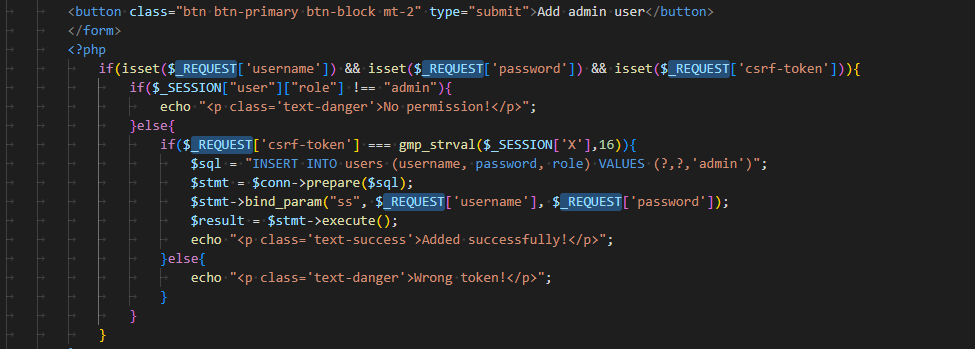 <button class="btn btn-primary btn-block mt-2" type="submit">Add admin user</button>
</form>
<?php
if(isset($_REQUEST['username']) && isset($_REQUEST['password']) && isset($_REQUEST['csrf-token'])){
if($_SESSION["user"]["role"] !== "admin"){
echo "<p class='text-danger'>No permission!</p>";
}else{
if($_REQUEST['csrf-token'] === gmp_strval($_SESSION['X'],16)){
$sql = "INSERT INTO users (username, password, role) VALUES (?,?,'admin')";
$stmt = $conn->prepare($sql);
$stmt->bind_param("ss", $_REQUEST['username'], $_REQUEST['password']);
$result = $stmt->execute();
echo "<p class='text-success'>Added successfully!</p>";
}else{
echo "<p class='text-danger'>Wrong token!</p>";
}
}
}